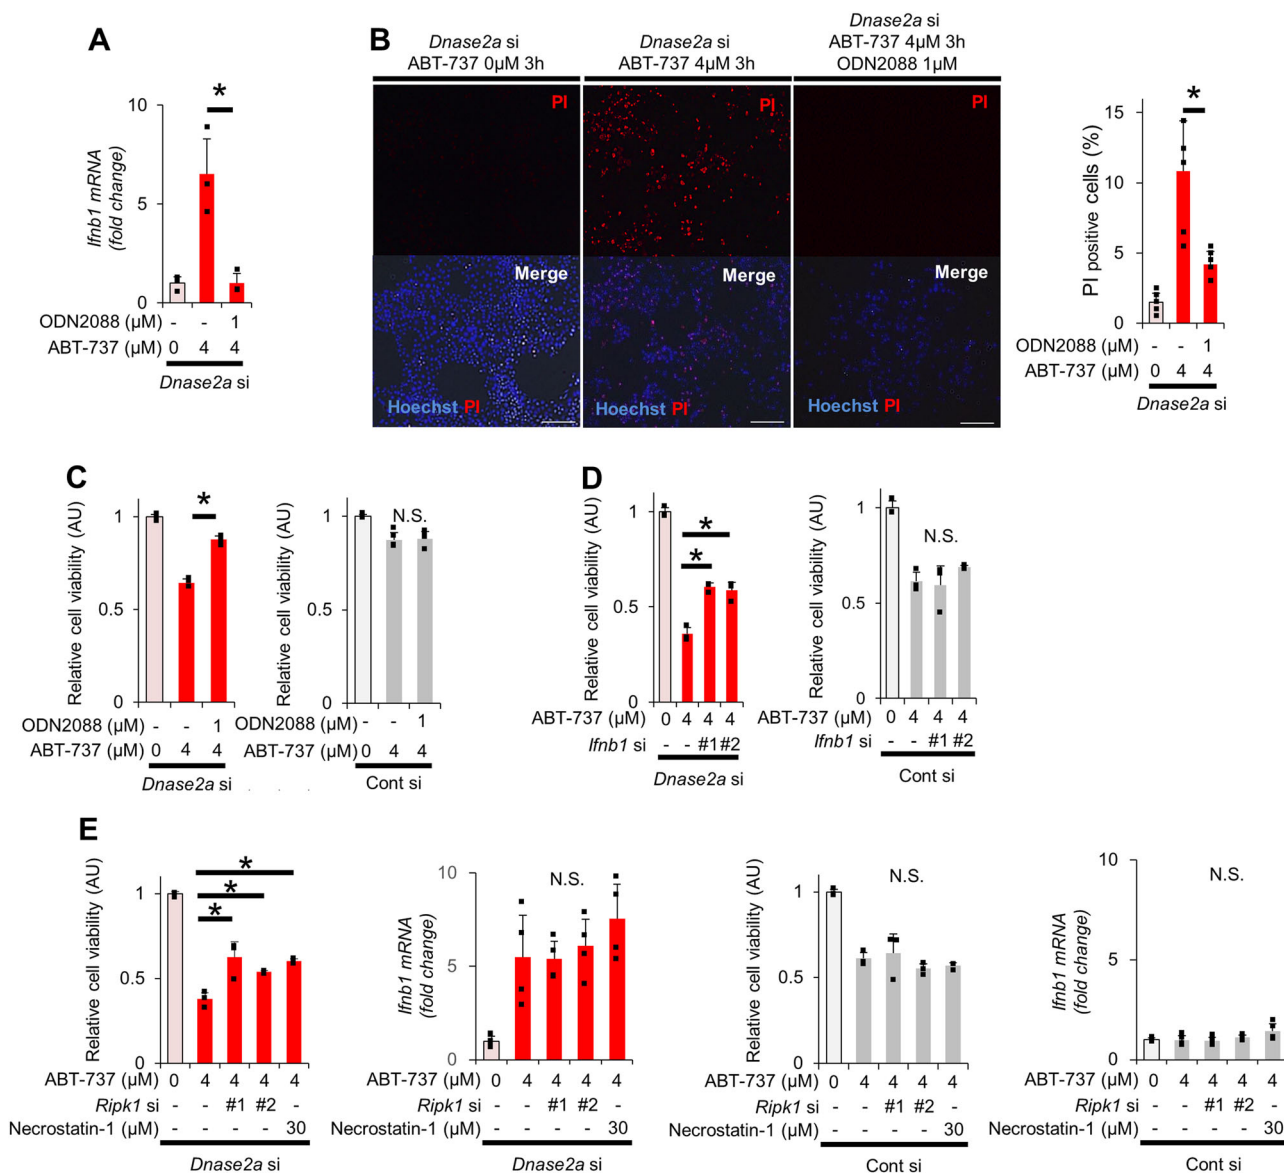 A
Ifnb1 mRNA
(fold change)
10
5
0
*
ODN2088 (μM) - - 1
ABT-737 (μM) 0 4 4
Dnase2a si
B
Dnase2a si
ABT-737 0μM 3h
Dnase2a si
ABT-737 4μM 3h
Dnase2a si
ABT-737 4μM 3h
ODN2088 1μM
PI
PI
PI
Merge
Merge
Merge
Hoechst PI
Hoechst PI
Hoechst PI
PI positive cells (%)
15
10
5
0
*
ODN2088 (μM) - - 1
ABT-737 (μM) 0 4 4
Dnase2a si
C
Relative cell viability (AU)
1
0.5
0
*
ODN2088 (μM) - - 1
ABT-737 (μM) 0 4 4
Dnase2a si
Relative cell viability (AU)
1
0.5
0
N.S.
ODN2088 (μM) - - 1
ABT-737 (μM) 0 4 4
Cont si
D
Relative cell viability (AU)
1
0.5
0
*
*
ABT-737 (μM) 0 4 4 4
Ifnb1 si - - #1 #2
Dnase2a si
Relative cell viability (AU)
1
0.5
0
N.S.
ABT-737 (μM) 0 4 4 4
Ifnb1 si - - #1 #2
Cont si
E
Relative cell viability (AU)
1
0.5
0
*
*
*
ABT-737 (μM) 0 4 4 4 4
Ripk1 si - - #1 #2 -
Necrostatin-1 (μM) - - - - 30
Dnase2a si
Ifnb1 mRNA
(fold change)
10
5
0
N.S.
ABT-737 (μM) 0 4 4 4 4
Ripk1 si - - #1 #2 -
Necrostatin-1 (μM) - - - - 30
Dnase2a si
Relative cell viability (AU)
1
0.5
0
N.S.
ABT-737 (μM) 0 4 4 4 4
Ripk1 si - - #1 #2 -
Necrostatin-1 (μM) - - - - 30
Cont si
Ifnb1 mRNA
(fold change)
10
5
0
N.S.
ABT-737 (μM) 0 4 4 4 4
Ripk1 si - - #1 #2 -
Necrostatin-1 (μM) - - - - 30
Cont si